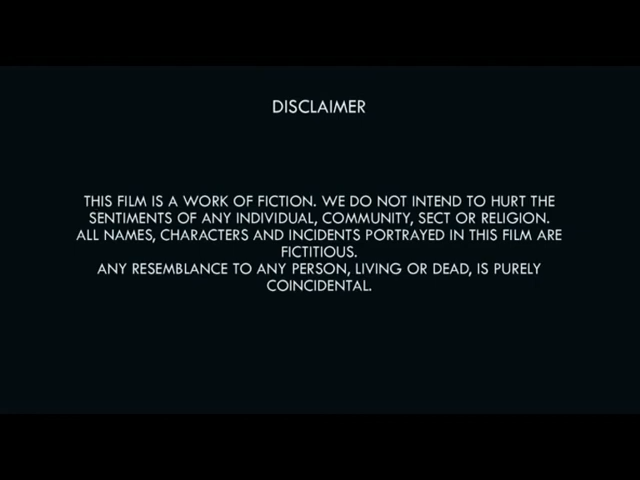 DISCLAIMER
THIS FILM IS A WORK OF FICTION. WE DO NOT INTEND TO HURT THE
SENTIMENTS OF ANY INDIVIDUAL, COMMUNITY, SECT OR RELIGION.
ALL NAMES, CHARACTERS AND INCIDENTS PORTRAYED IN THIS FILM ARE
FICTITIOUS.
ANY RESEMBLANCE TO ANY PERSON, LIVING OR DEAD, IS PURELY
COINCIDENTAL.